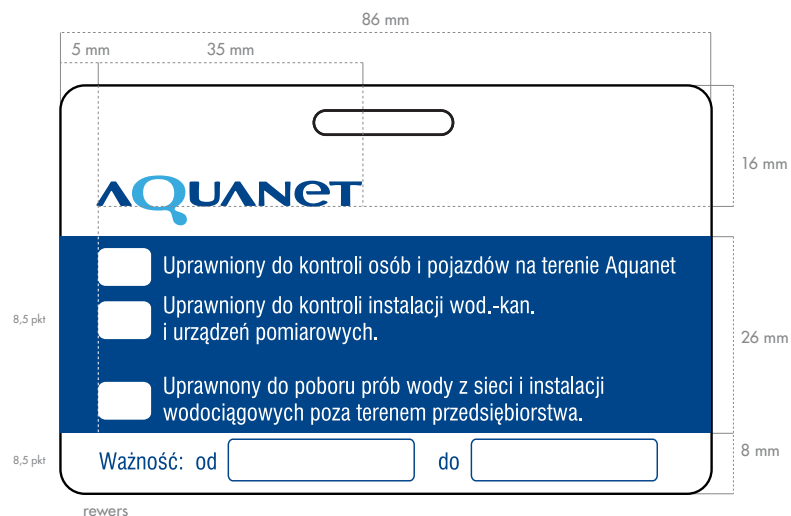 86 mm
5 mm 35 mm
16 mm
AQUANET
Uprawniony do kontroli osób i pojazdów na terenie Aquanet
Uprawniony do kontroli instalacji wod.-kan.
i urządzeń pomiarowych.
8,5 pkt
26 mm
Uprawnony do poboru prób wody z sieci i instalacji
wodociągowych poza terenem przedsiębiorstwa.
8,5 pkt
Ważność: od do
8 mm
rewers